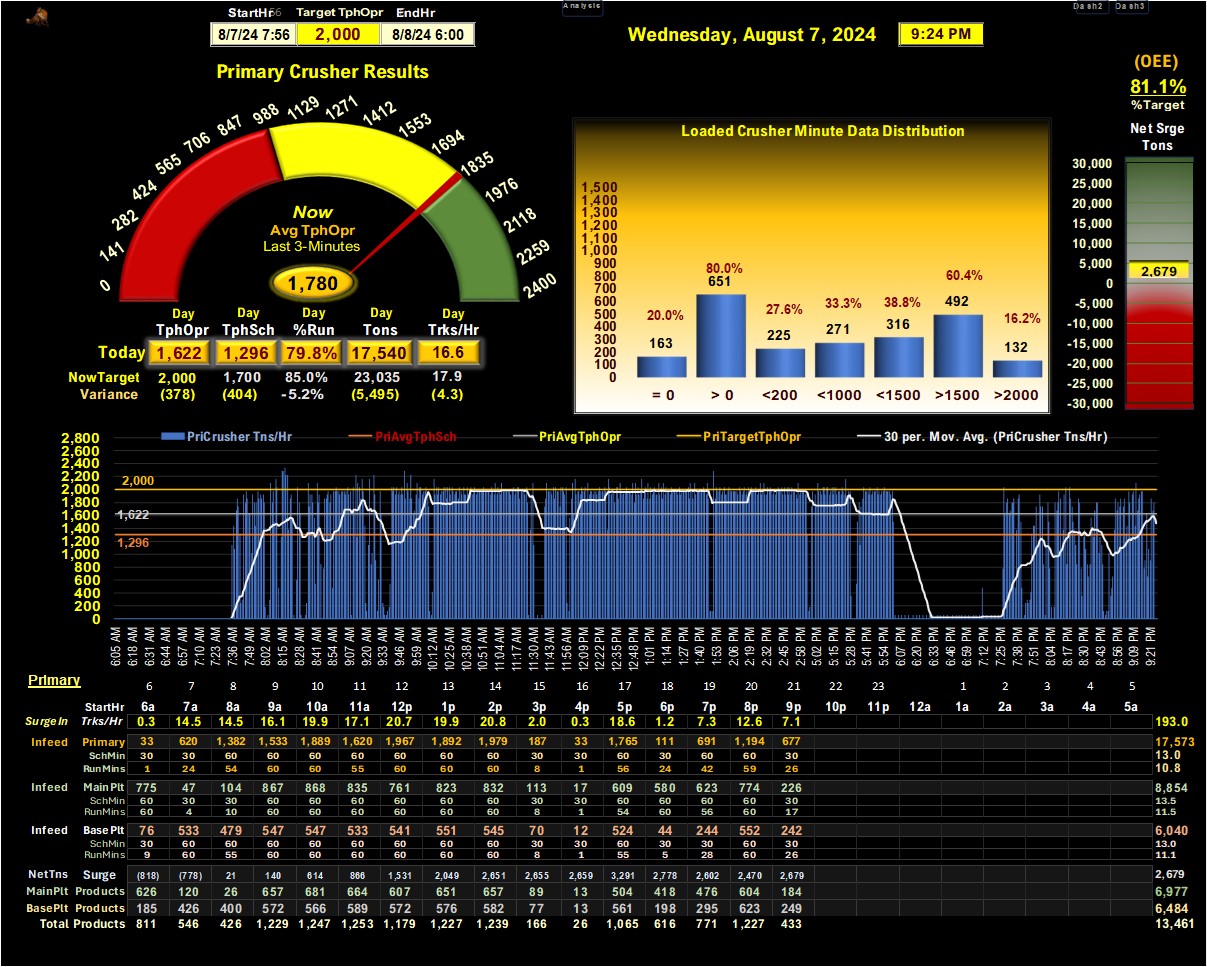 StartHr Target TphOpr EndHr
8/7/24 7:56 2,000 8/8/24 6:00
Analysis
Dash2 Dash3
Wednesday, August 7, 2024 9:24 PM
(OEE)
81.1%
%Target
Net Srge
Tons
30,000
25,000
20,000
15,000
10,000
5,000
2,679
0
-5,000
-10,000
-15,000
-20,000
-25,000
-30,000
Primary Crusher Results
0 141 282 424 565 706 847 988 1129 1271 1412 1553 1694 1835 1976 2118 2259 2400
Now
Avg TphOpr
Last 3-Minutes
1,780
Day Day Day Day Day
TphOpr TphSch %Run Tons Trks/Hr
Today 1,622 1,296 79.8% 17,540 16.6
NowTarget 2,000 1,700 85.0% 23,035 17.9
Variance (378) (404) -5.2% (5,495) (4.3)
Loaded Crusher Minute Data Distribution
1,500
1,400
1,300
1,200
1,100
1,000
900
800
700
600
500
400
300
200
100
0
20.0% 80.0% 27.6% 33.3% 38.8% 60.4% 16.2%
163 651 225 271 316 492 132
= 0 > 0 <200 <1000 <1500 >1500 >2000
PriCrusher Tns/Hr PriAvgTphSch PriAvgTphOpr PriTargetTphOpr 30 per. Mov. Avg. (PriCrusher Tns/Hr)
2,800
2,600
2,400
2,200
2,000
1,800
1,600
1,400
1,200
1,000
800
600
400
200
0
2,000
1,622
1,296
6:05 AM 6:18 AM 6:31 AM 6:44 AM 6:57 AM 7:10 AM 7:23 AM 7:36 AM 7:49 AM 8:02 AM 8:15 AM 8:28 AM 8:41 AM 8:54 AM 9:07 AM 9:20 AM 9:33 AM 9:46 AM 9:59 AM 10:12 AM 10:25 AM 10:38 AM 10:51 AM 11:04 AM 11:17 AM 11:30 AM 11:43 AM 11:56 AM 12:09 PM 12:22 PM 12:35 PM 12:48 PM 1:01 PM 1:14 PM 1:27 PM 1:40 PM 1:53 PM 2:06 PM 2:19 PM 2:32 PM 2:45 PM 2:58 PM 5:02 PM 5:15 PM 5:28 PM 5:41 PM 6:07 PM 6:20 PM 6:33 PM 6:46 PM 6:59 PM 7:12 PM 7:25 PM 7:38 PM 7:51 PM 8:04 PM 8:17 PM 8:30 PM 8:43 PM 8:56 PM 9:09 PM 9:21 PM
Primary 6 7 8 9 10 11 12 13 14 15 16 17 18 19 20 21 22 23 1 2 3 4 5
StartHr 6a 7a 8a 9a 10a 11a 12p 1p 2p 3p 4p 5p 6p 7p 8p 9p 10p 11p 12a 1a 2a 3a 4a 5a
SurgeIn Trks/Hr 0.3 14.5 14.5 16.1 19.9 17.1 20.7 19.9 20.8 2.0 0.3 18.6 1.2 7.3 12.6 7.1 193.0
Infeed Primary 33 620 1,382 1,533 1,889 1,620 1,967 1,892 1,979 187 33 1,765 111 691 1,194 677 17,573
SchMin 30 30 60 60 60 60 60 60 60 30 30 60 30 60 60 30 13.0
RunMins 1 24 54 60 60 55 60 60 60 8 1 56 24 42 59 26 10.8
Infeed MainPlt 775 47 104 867 868 835 761 823 832 113 17 609 580 623 774 226 8,854
SchMin 60 30 30 60 60 60 60 60 60 30 30 60 60 60 60 30 13.5
RunMins 60 4 10 60 60 60 60 60 60 8 1 54 60 56 60 17 11.5
Infeed BasePlt 76 533 479 547 547 533 541 551 545 70 12 524 44 244 552 242 6,040
SchMin 30 60 60 60 60 60 60 60 60 30 30 60 30 60 60 30 13.0
RunMins 9 60 55 60 60 60 60 60 60 8 1 55 5 28 60 26 11.1
NetTns Surge (818) (778) 21 140 614 866 1,531 2,049 2,651 2,655 2,659 3,291 2,778 2,602 2,470 2,679 2,679
MainPlt Products 626 120 26 657 681 664 607 651 657 89 13 504 418 476 604 184 6,977
BasePlt Products 185 426 400 572 566 589 572 576 582 77 13 561 198 295 623 249 6,484
Total Products 811 546 426 1,229 1,247 1,253 1,179 1,227 1,239 166 26 1,065 616 771 1,227 433 13,461